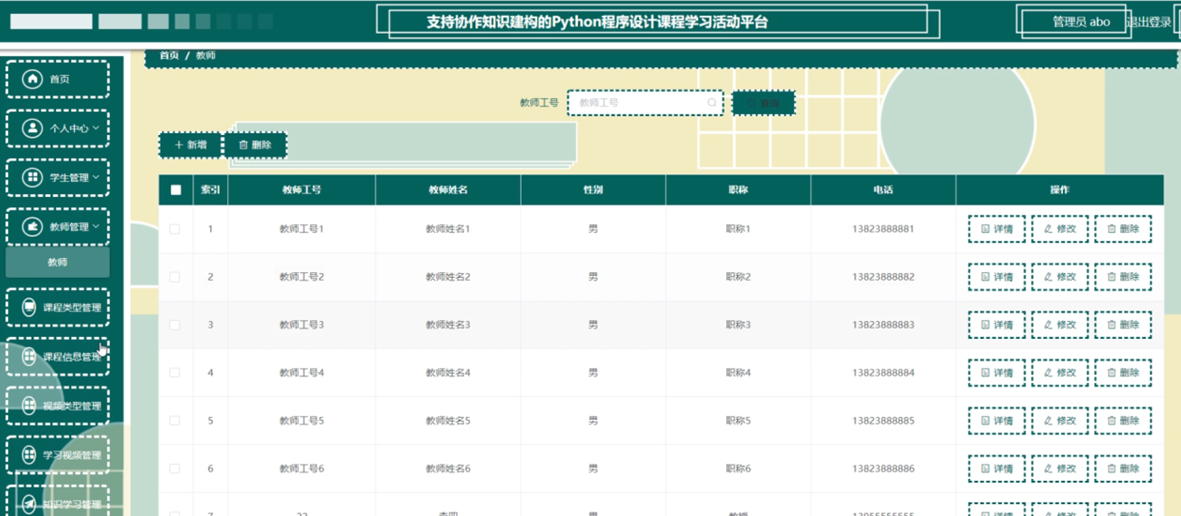 支持协作知识建构的Python程序设计课程学习活动平台
管理员 abo
退出登录
首页 / 教师
首页
个人中心
学生管理
教师管理
教师
课程类型管理
课程信息管理
视频类型管理
学习视频管理
知识学习管理
教师工号 教师工号 查询
新增 删除
索引 教师工号 教师姓名 性别 职称 电话 操作
1 教师工号1 教师姓名1 男 职称1 13823888881 详情 修改 删除
2 教师工号2 教师姓名2 男 职称2 13823888882 详情 修改 删除
3 教师工号3 教师姓名3 男 职称3 13823888883 详情 修改 删除
4 教师工号4 教师姓名4 男 职称4 13823888884 详情 修改 删除
5 教师工号5 教师姓名5 男 职称5 13823888885 详情 修改 删除
6 教师工号6 教师姓名6 男 职称6 13823888886 详情 修改 删除